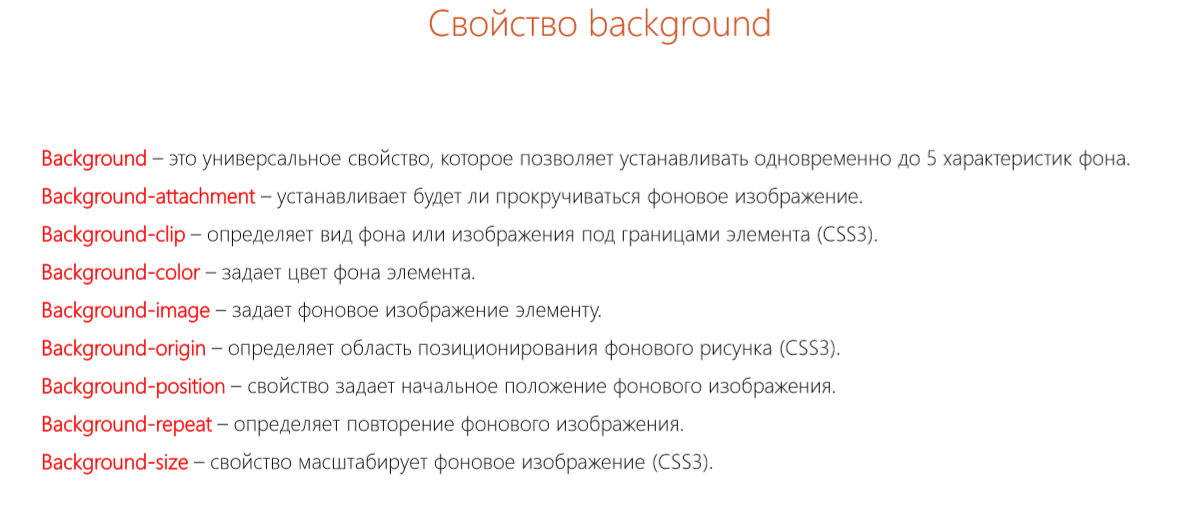 Свойство background
Background – это универсальное свойство, которое позволяет устанавливать одновременно до 5 характеристик фона.
Background-attachment – устанавливает будет ли прокручиваться фоновое изображение.
Background-clip – определяет вид фона или изображения под границами элемента (CSS3).
Background-color – задает цвет фона элемента.
Background-image – задает фоновое изображение элементу.
Background-origin – определяет область позиционирования фонового рисунка (CSS3).
Background-position – свойство задает начальное положение фонового изображения.
Background-repeat – определяет повторение фонового изображения.
Background-size – свойство масштабирует фоновое изображение (CSS3).